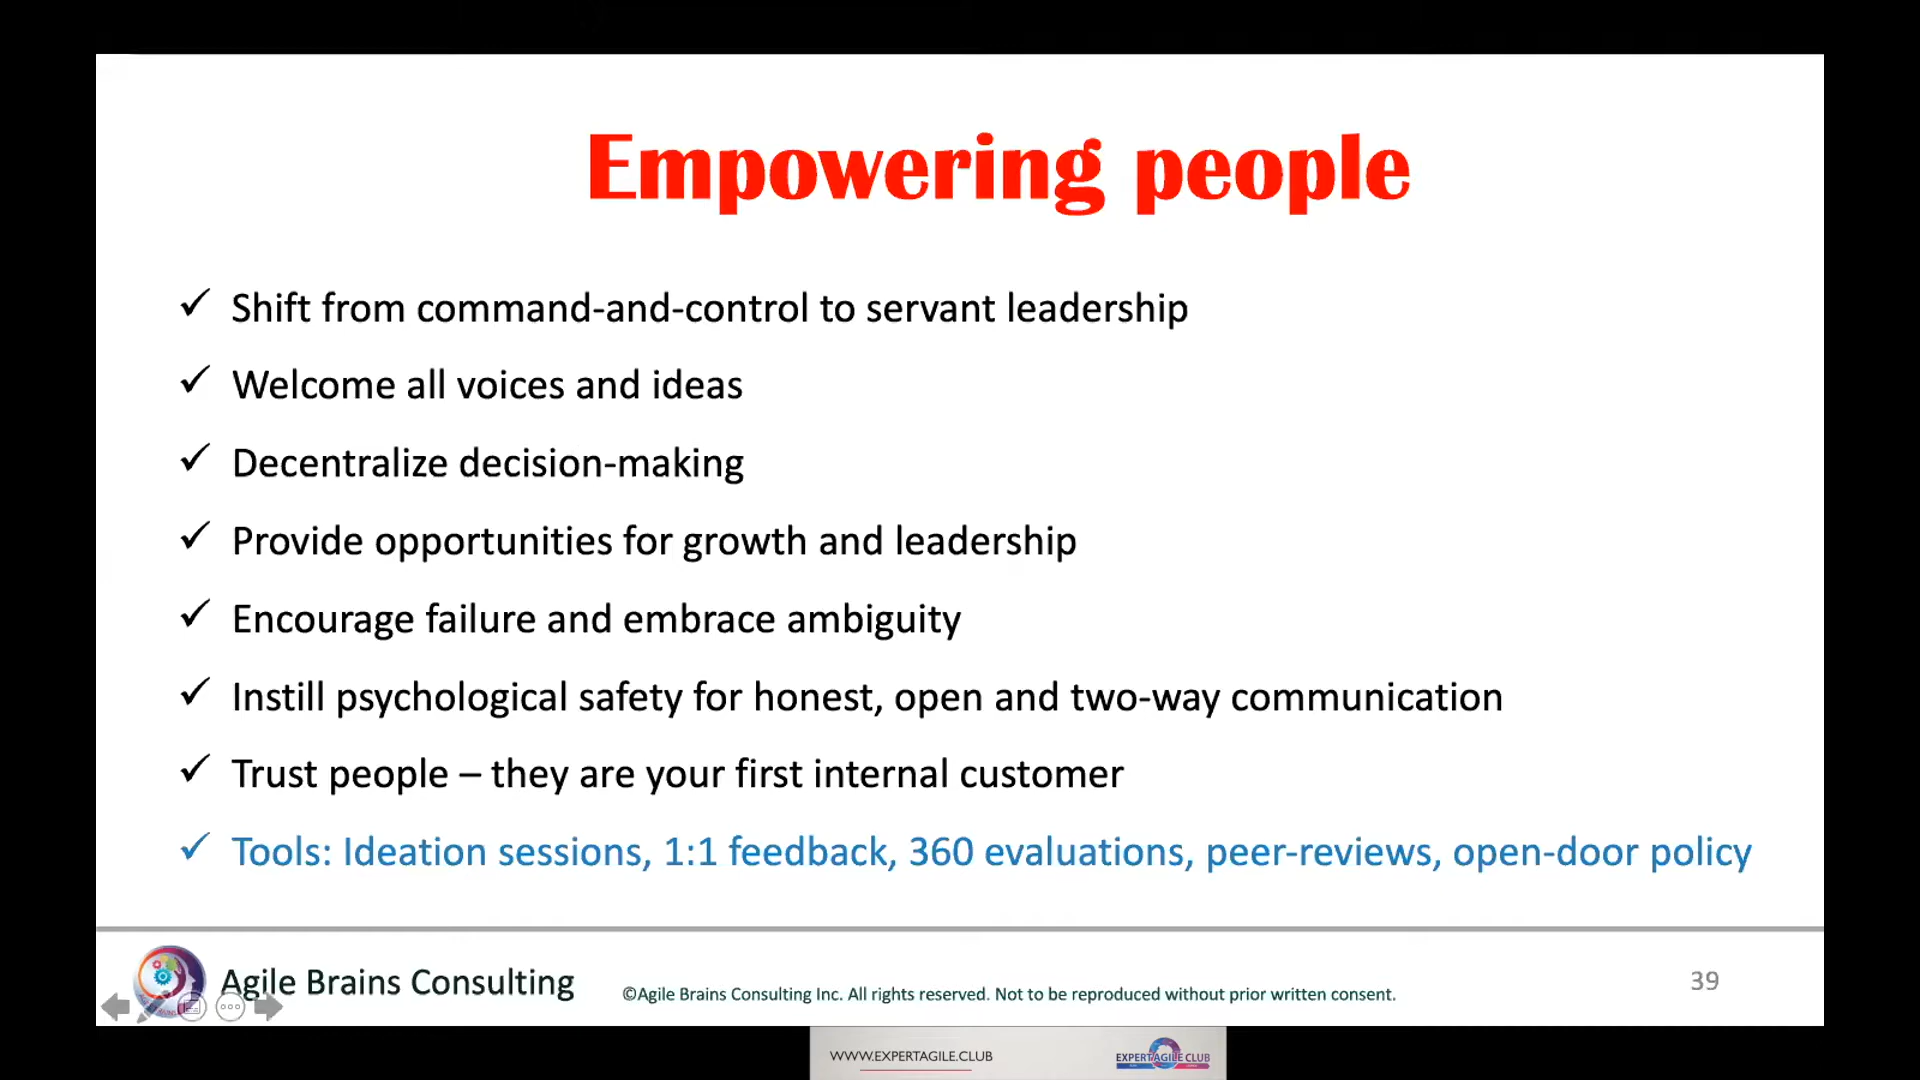 Empowering people
✓ Shift from command-and-control to servant leadership
✓ Welcome all voices and ideas
✓ Decentralize decision-making
✓ Provide opportunities for growth and leadership
✓ Encourage failure and embrace ambiguity
✓ Instill psychological safety for honest, open and two-way communication
✓ Trust people – they are your first internal customer
✓ Tools: Ideation sessions, 1:1 feedback, 360 evaluations, peer-reviews, open-door policy
Agile Brains Consulting
©Agile Brains Consulting Inc. All rights reserved. Not to be reproduced without prior written consent.
39
WWW.EXPERTAGILE.CLUB
EXPERTAGILE CLUB